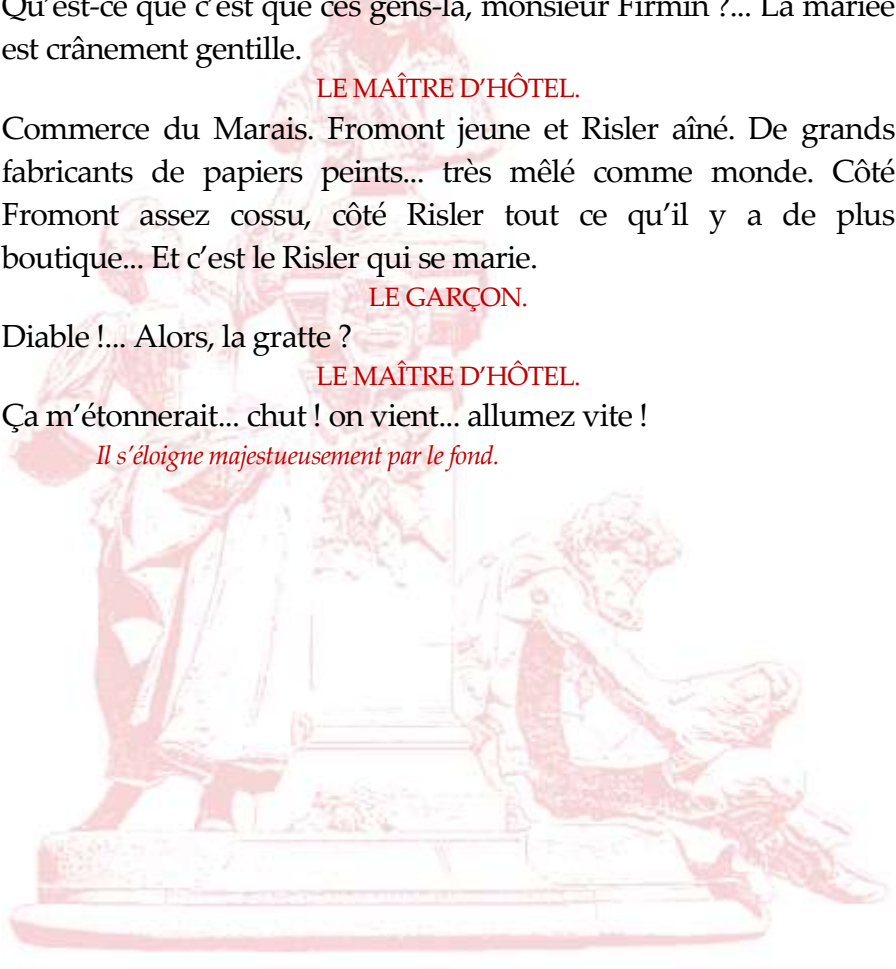 Qu’est-ce que c’est que ces gens-là, monsieur Firmin ?... La mariée
est crânement gentille.
LE MAÎTRE D’HÔTEL.
Commerce du Marais. Fromont jeune et Risler aîné. De grands
fabricants de papiers peints... très mêlé comme monde. Côté
Fromont assez cossu, côté Risler tout ce qu’il y a de plus
boutique... Et c’est le Risler qui se marie.
LE GARÇON.
Diable !... Alors, la gratte ?
LE MAÎTRE D’HÔTEL.
Ça m’étonnerait... chut ! on vient... allumez vite !
Il s’éloigne majestueusement par le fond.